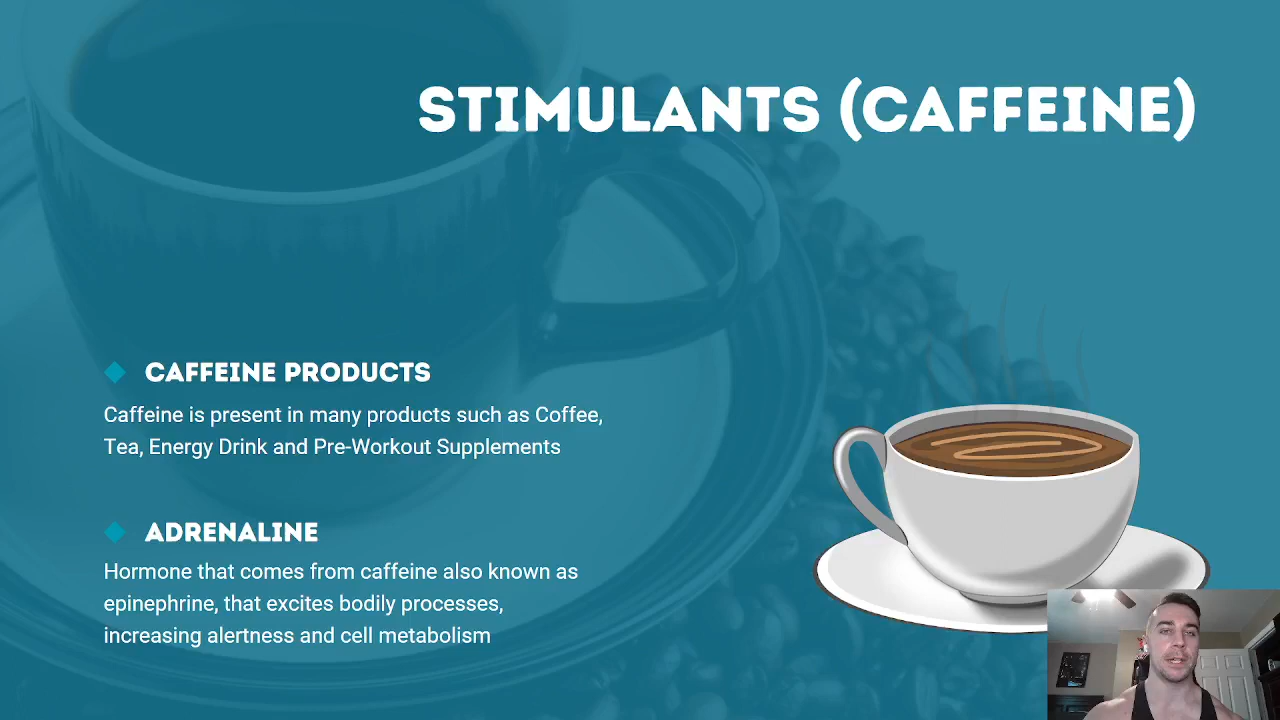 STIMULANTS (CAFFEINE)
CAFFEINE PRODUCTS
Caffeine is present in many products such as Coffee,
Tea, Energy Drink and Pre-Workout Supplements
ADRENALINE
Hormone that comes from caffeine also known as
epinephrine, that excites bodily processes,
increasing alertness and cell metabolism